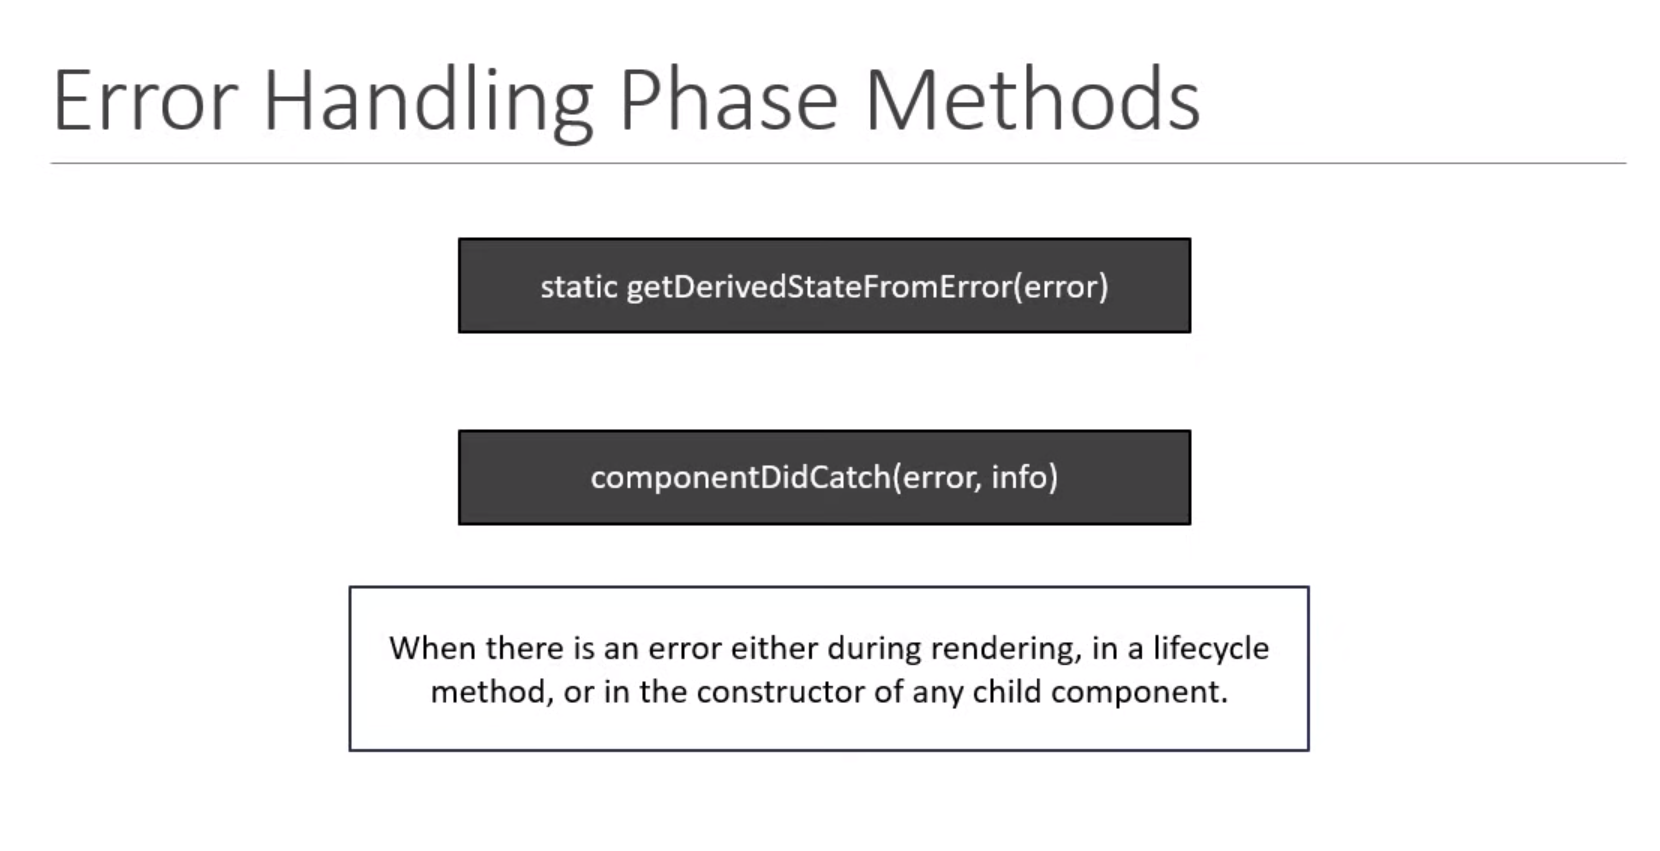 Error Handling Phase Methods
static getDerivedStateFromError(error)
componentDidCatch(error, info)
When there is an error either during rendering, in a lifecycle
method, or in the constructor of any child component.